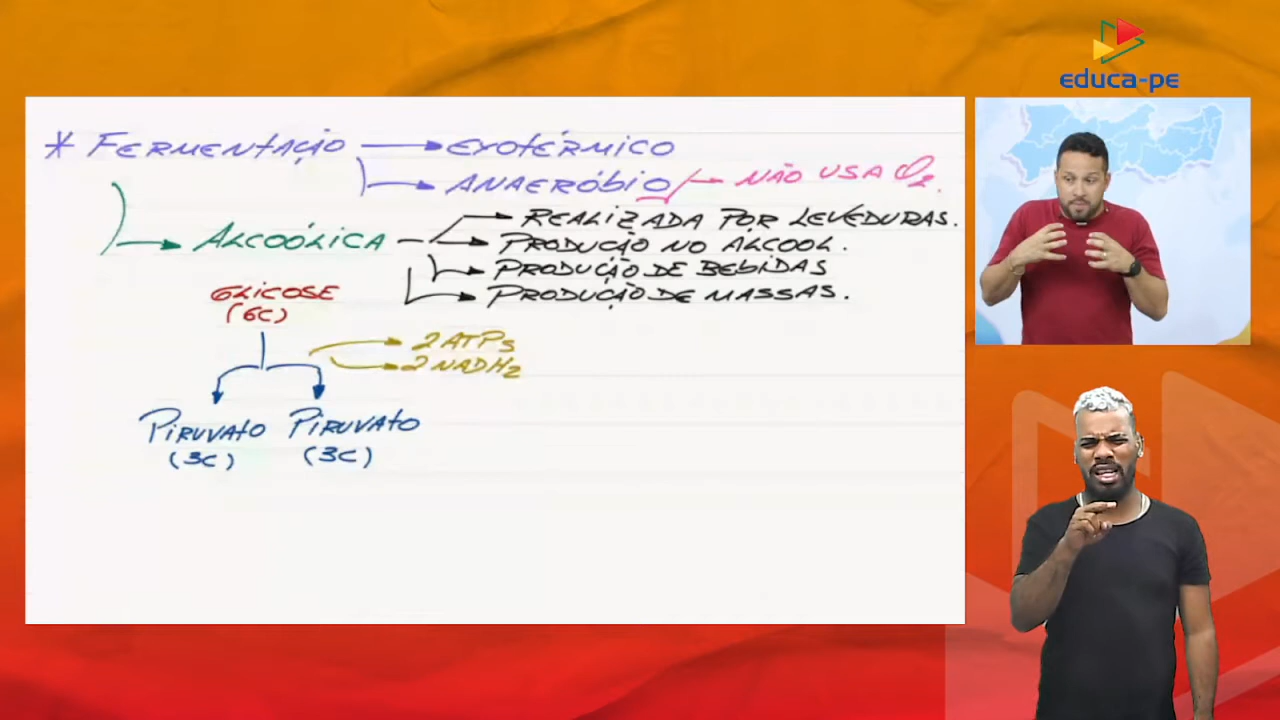 educa-pe
* FERMENTAÇÃO → EXOTÉRMICO
→ ANAERÓBIO → NÃO USA O2.
→ ALCOÓLICA → REALIZADA POR LEVEDURAS.
→ PRODUÇÃO NO ALCOOL.
→ PRODUÇÃO DE BEBIDAS
→ PRODUÇÃO DE MASSAS.
GLICOSE
(6C)
→ 2 ATPs
→ 2 NADH2
PIRUVATO PIRUVATO
(3C) (3C)